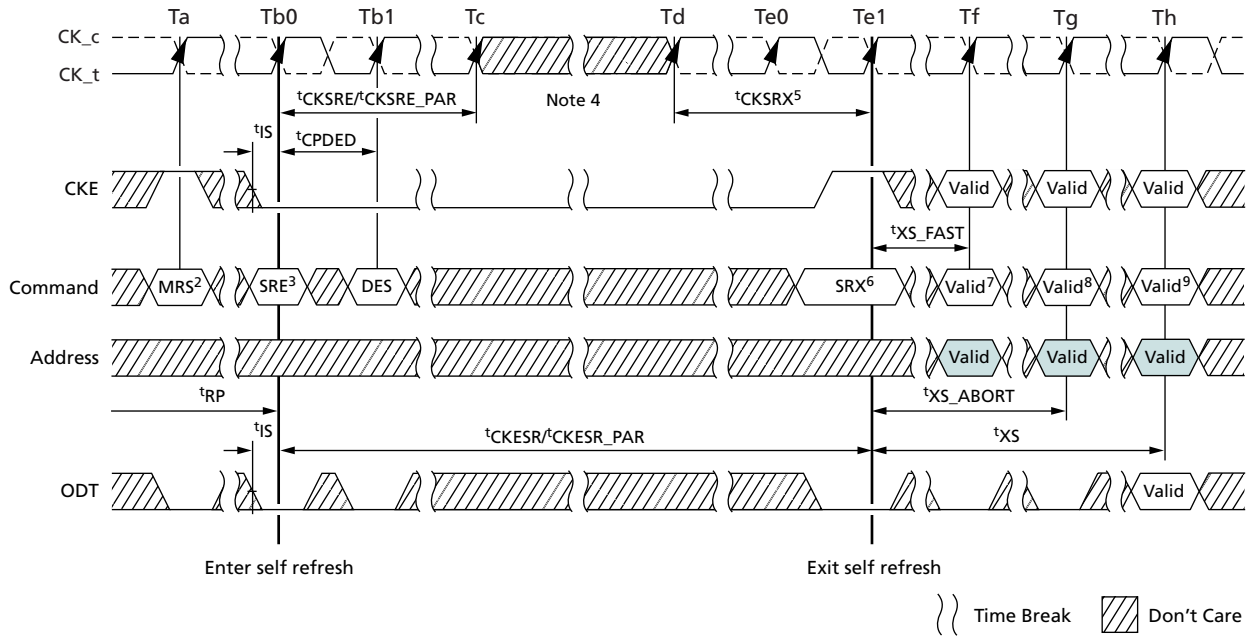 Ta Tb0 Tb1 Tc Td Te0 Te1 Tf Tg Th
CK_c
CK_t
tCKSRE/tCKSRE_PAR Note 4 tCKSRX5
tIS tCPDED
CKE Valid Valid Valid
tXS_FAST
Command MRS2 SRE3 DES SRX6 Valid7 Valid8 Valid9
Address Valid Valid Valid
tRP tXS_ABORT
tIS tCKESR/tCKESR_PAR tXS
ODT Valid
Enter self refresh Exit self refresh
Time Break Don't Care